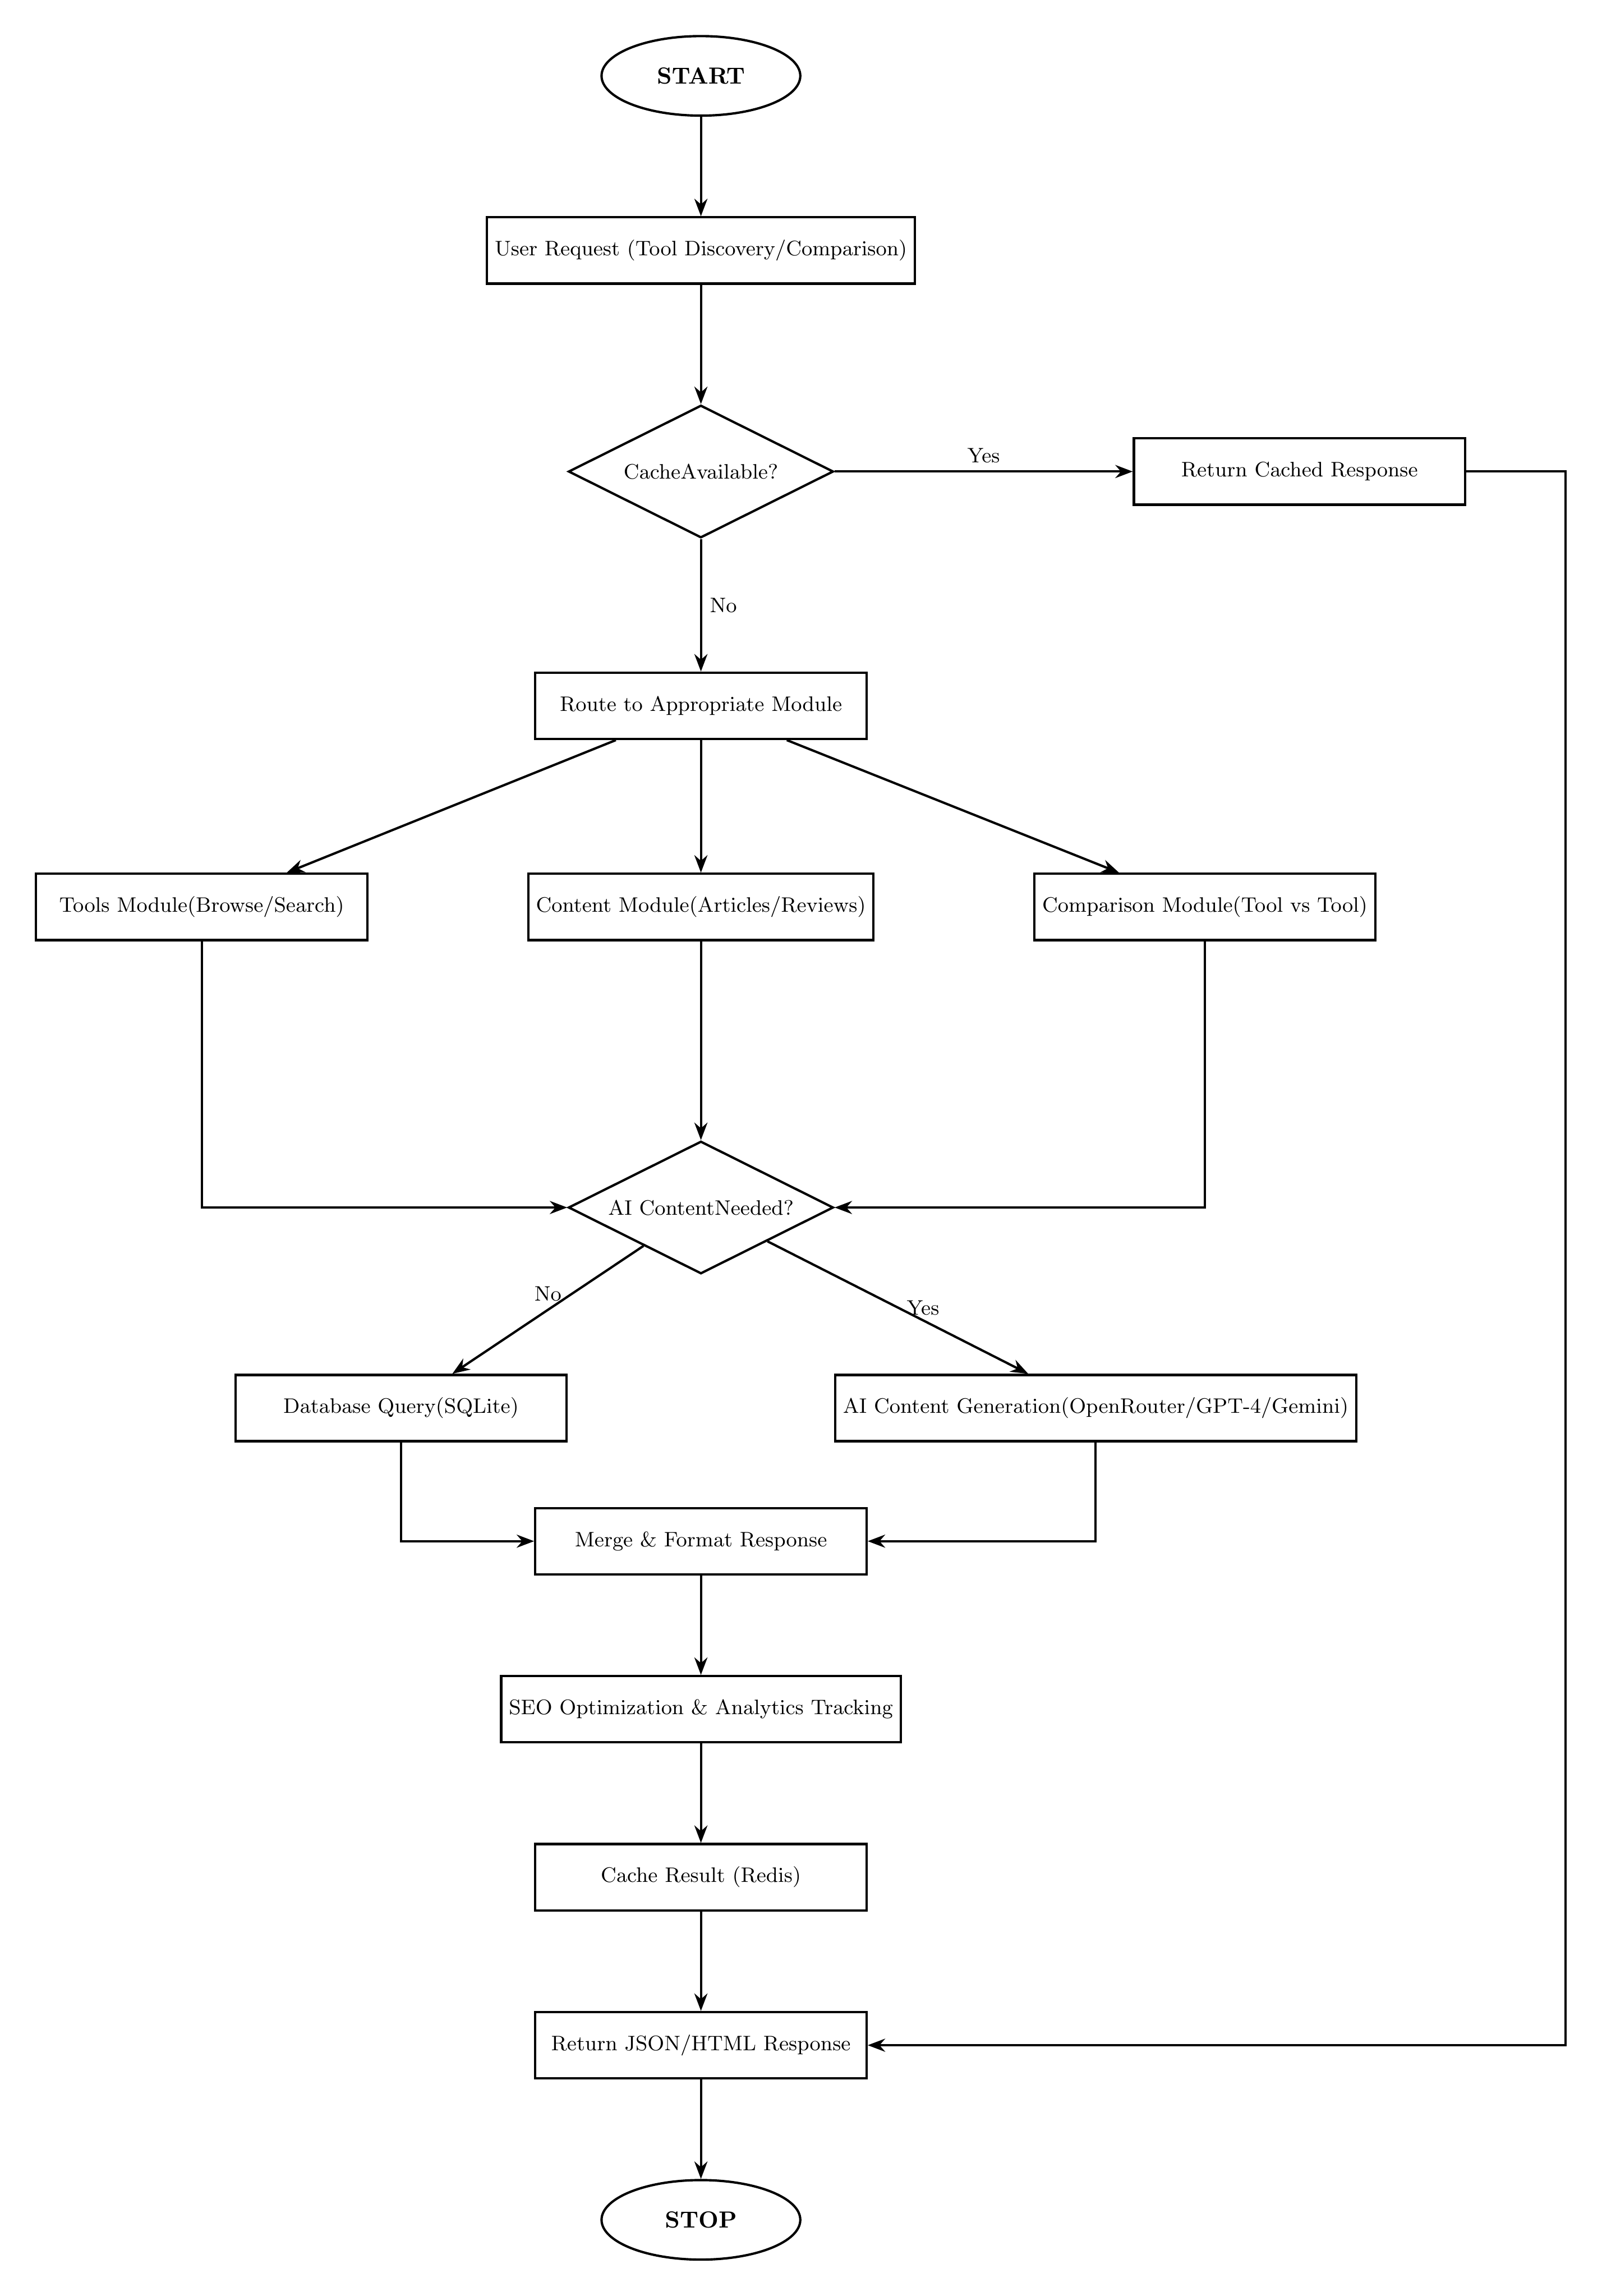 START
User Request (Tool Discovery/Comparison)
CacheAvailable?
Yes
Return Cached Response
No
Route to Appropriate Module
Tools Module(Browse/Search)
Content Module(Articles/Reviews)
Comparison Module(Tool vs Tool)
AI ContentNeeded?
No
Yes
Database Query(SQLite)
AI Content Generation(OpenRouter/GPT-4/Gemini)
Merge & Format Response
SEO Optimization & Analytics Tracking
Cache Result (Redis)
Return JSON/HTML Response
STOP